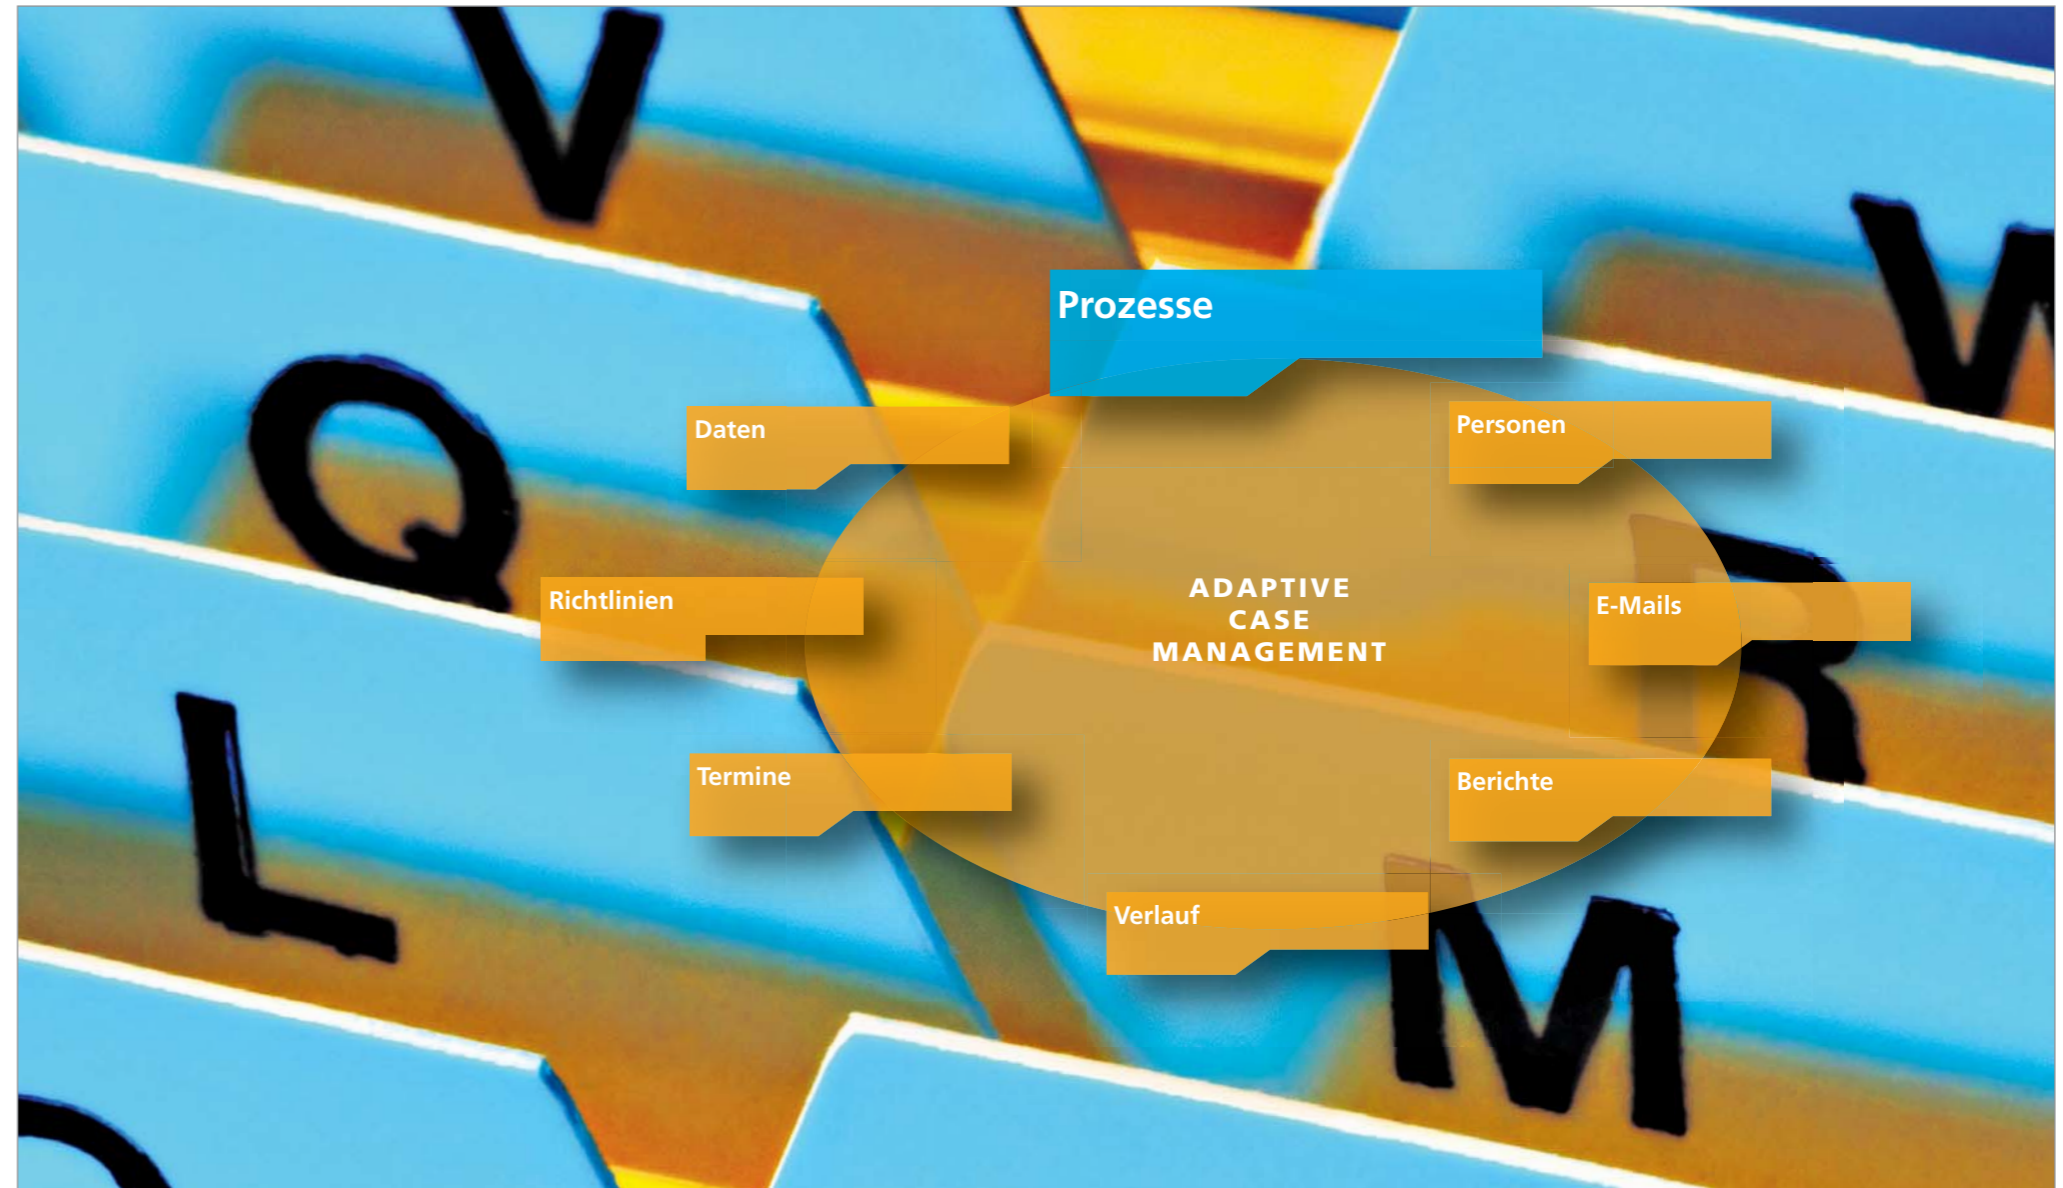 V
W
Prozesse
Daten
Personen
Q
ADAPTIVE
CASE
MANAGEMENT
Richtlinien
E-Mails
R
L
Termine
Berichte
Verlauf
M